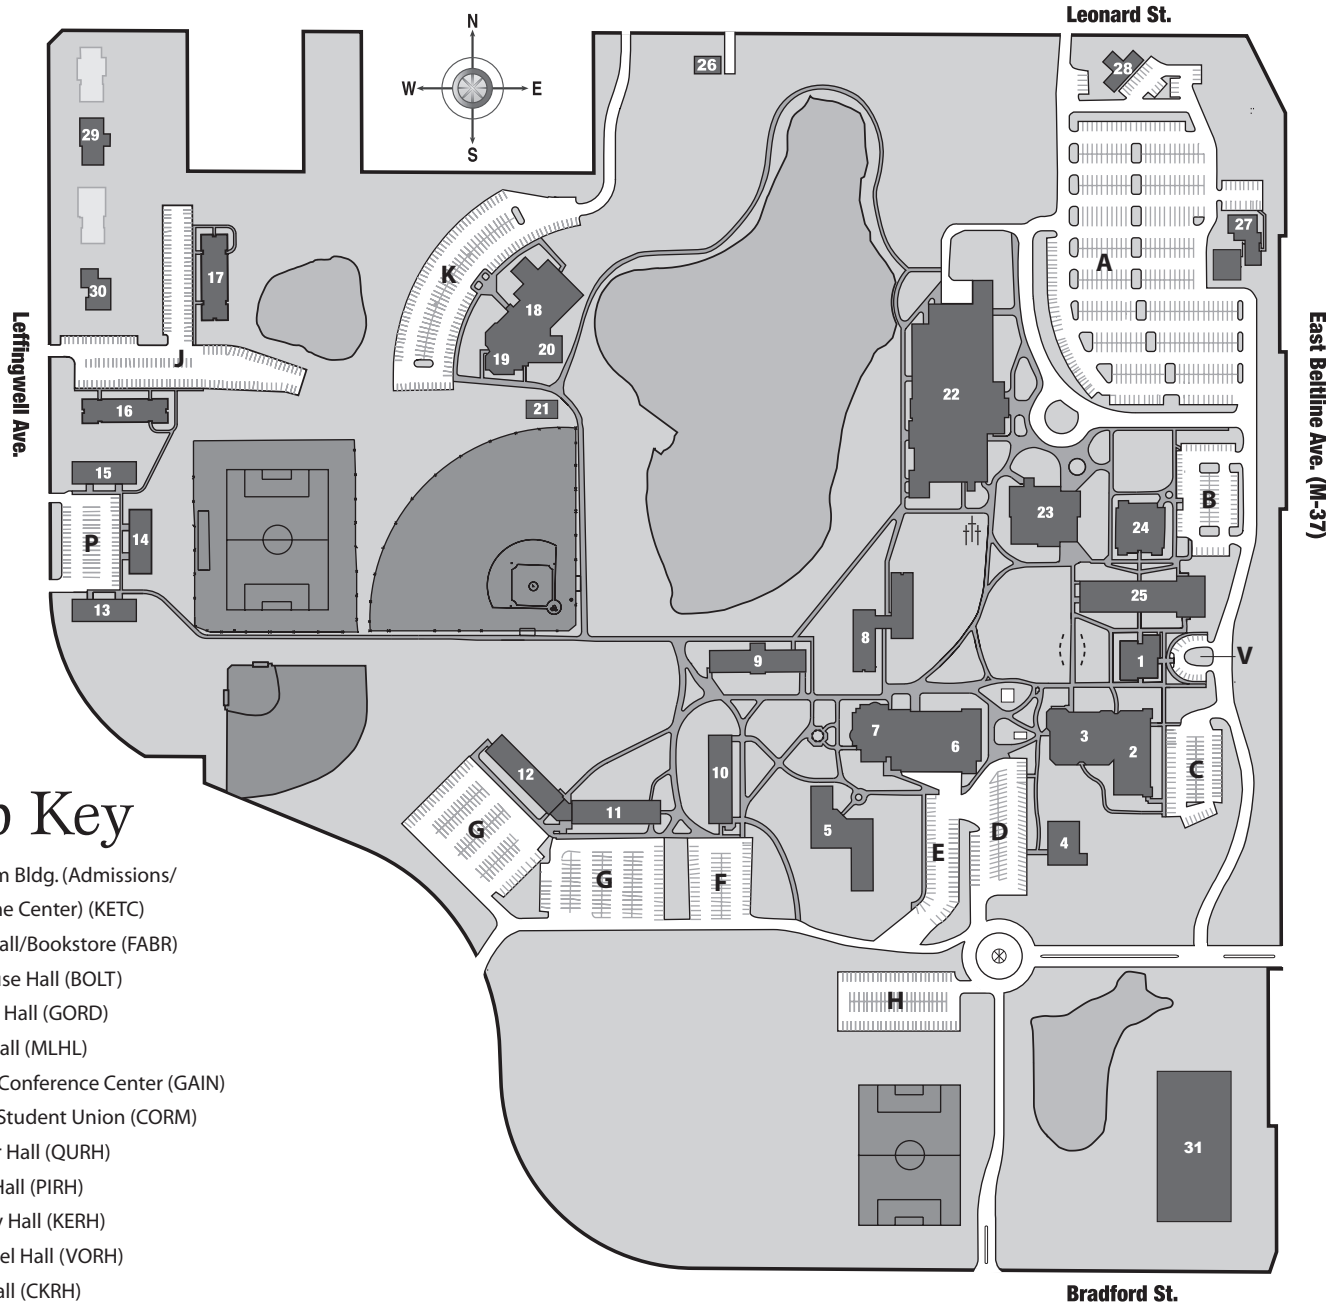 Leonard St.
N
26
28
W
E
S
29
27
17
K
A
30
18
Leffingwell Ave.
East Beltline Ave. (M-37)
19
20
J
22
16
21
15
B
23
24
P
14
25
13
8
9
1
V
7
6
3
2
12
10
C
p Key
11
G
5
D
4
E
G
F
m Bldg. (Admissions/
ne Center) (KETC)
all/Bookstore (FABR)
use Hall (BOLT)
H
Hall (GORD)
all (MLHL)
Conference Center (GAIN)
Student Union (CORM)
r Hall (QURH)
31
Hall (PIRH)
y Hall (KERH)
el Hall (VORH)
all (CKRH)
Bradford St.